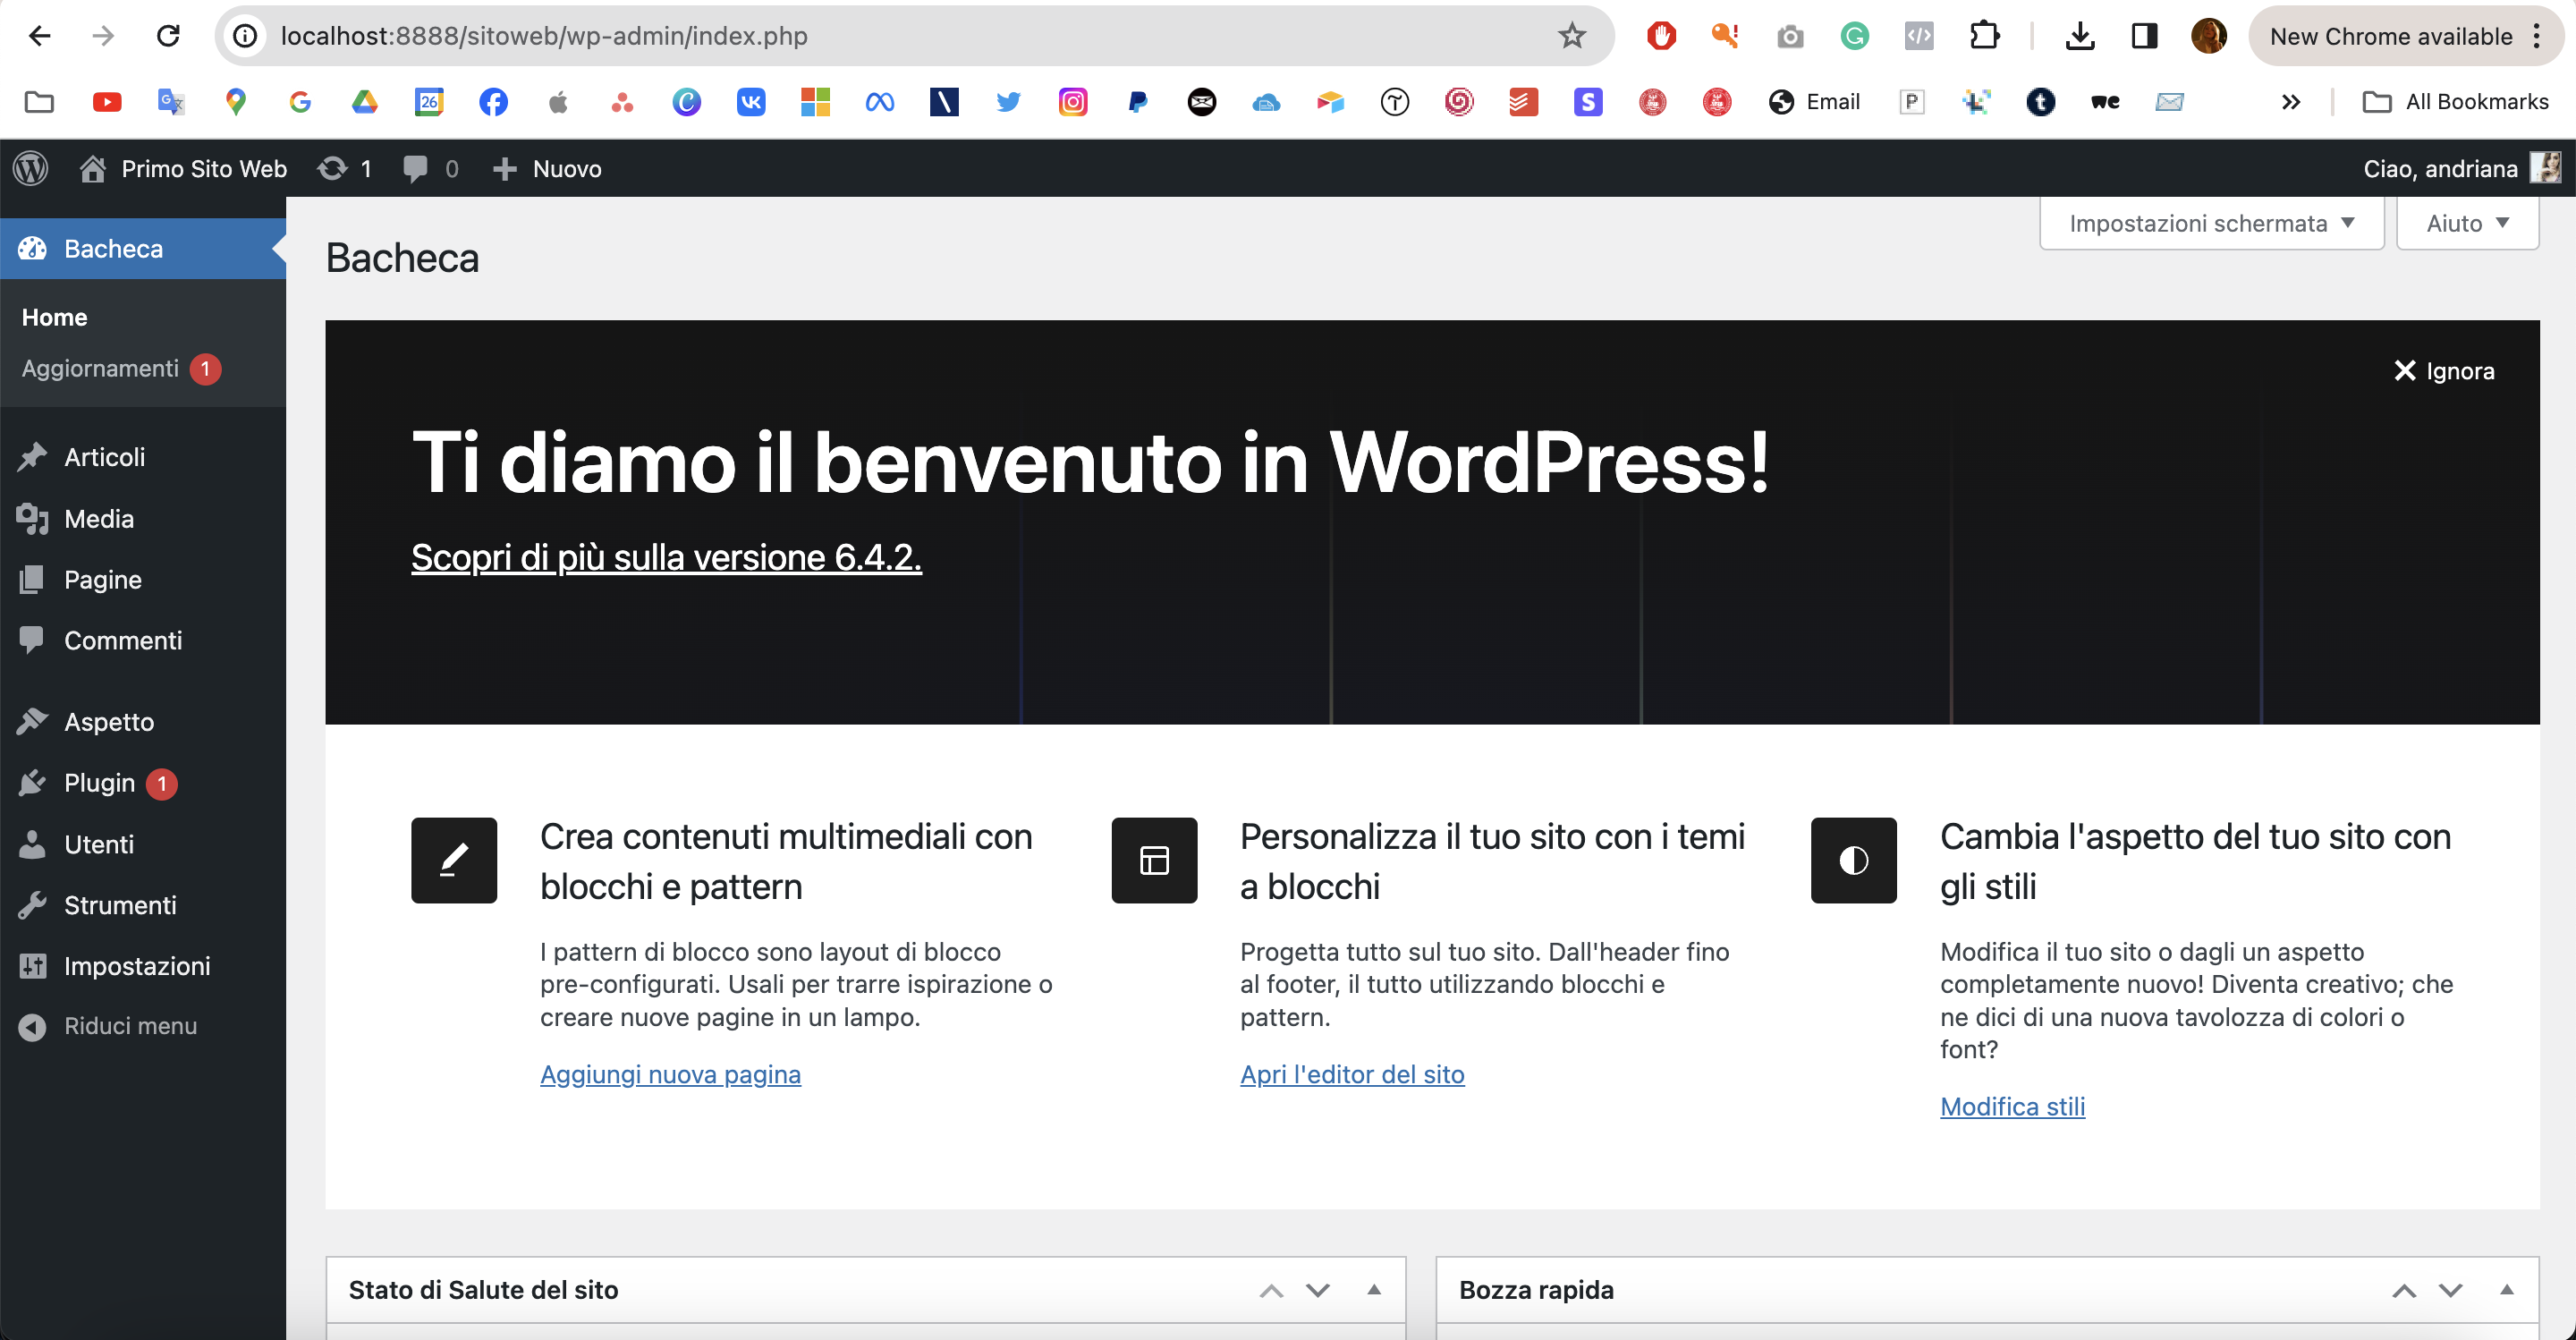 localhost:8888/sitoweb/wp-admin/index.php
New Chrome available
26
Email
All Bookmarks
Primo Sito Web
1
0
Nuovo
Ciao, andriana
Bacheca
Home
Aggiornamenti 1
Articoli
Media
Pagine
Commenti
Aspetto
Plugin 1
Utenti
Strumenti
Impostazioni
Riduci menu
Impostazioni schermata
Aiuto
Bacheca
Ignora
Ti diamo il benvenuto in WordPress!
Scopri di più sulla versione 6.4.2.
Crea contenuti multimediali con
blocchi e pattern
I pattern di blocco sono layout di blocco
pre-configurati. Usali per trarre ispirazione o
creare nuove pagine in un lampo.
Aggiungi nuova pagina
Personalizza il tuo sito con i temi
a blocchi
Progetta tutto sul tuo sito. Dall'header fino
al footer, il tutto utilizzando blocchi e
pattern.
Apri l'editor del sito
Cambia l'aspetto del tuo sito con
gli stili
Modifica il tuo sito o dagli un aspetto
completamente nuovo! Diventa creativo; che
ne dici di una nuova tavolozza di colori o
font?
Modifica stili
Stato di Salute del sito
Bozza rapida